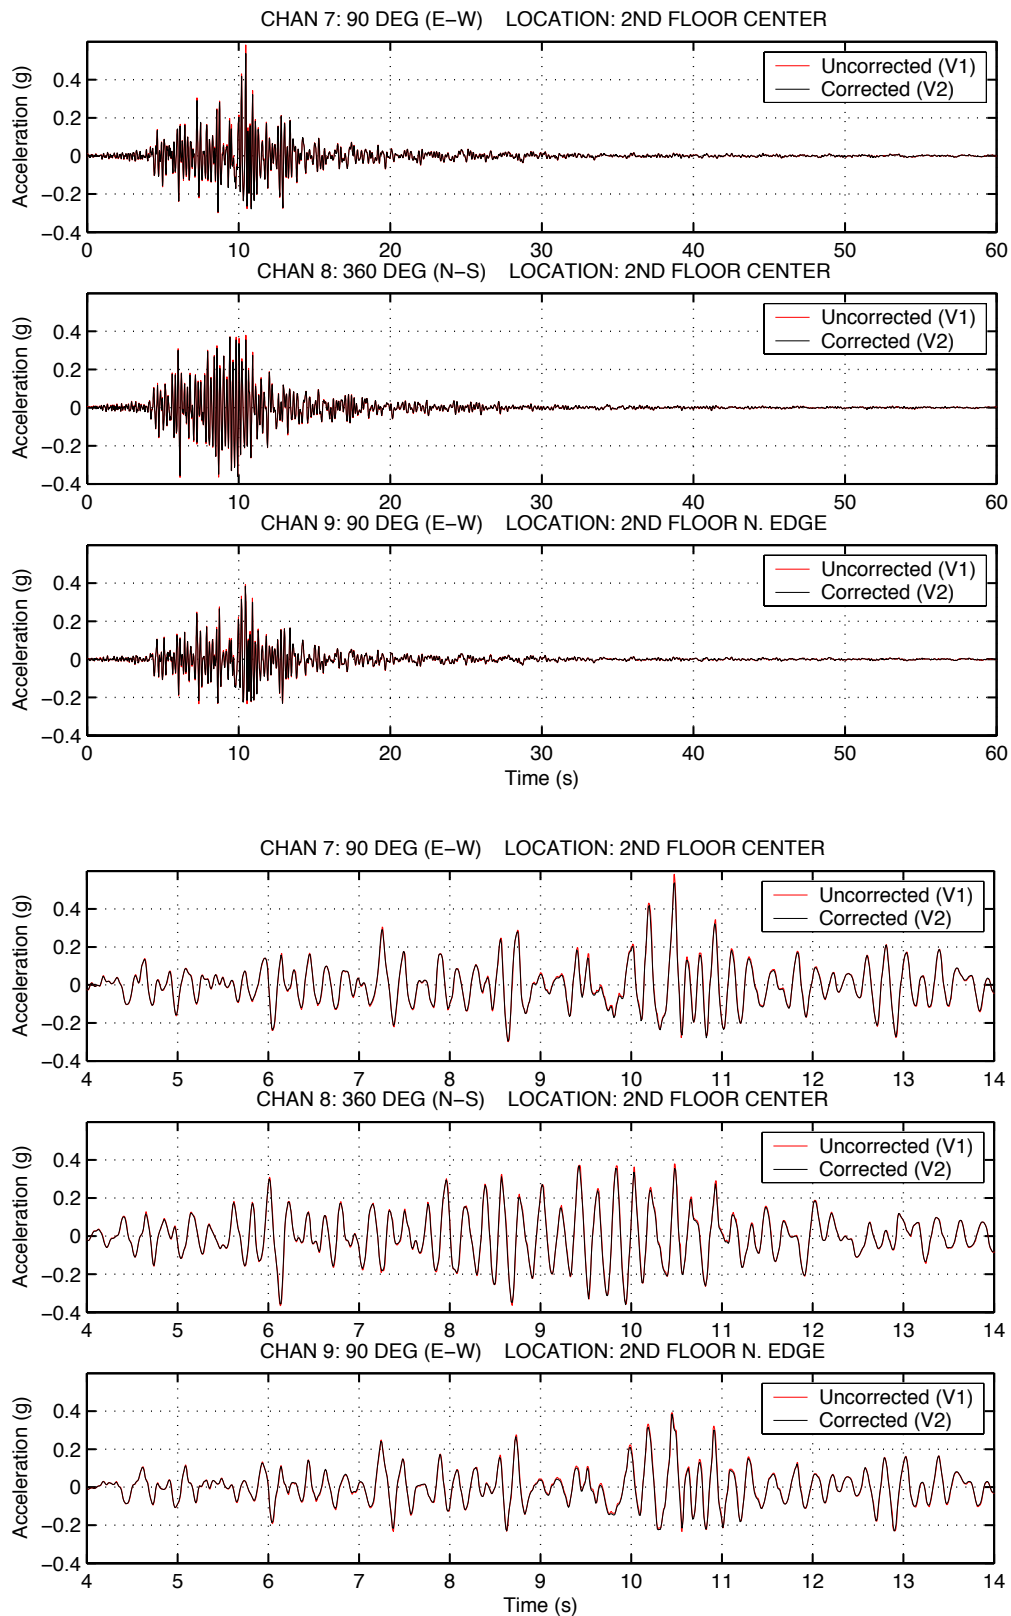 CHAN 7: 90 DEG (E−W) LOCATION: 2ND FLOOR CENTER
Acceleration (g)
0.4
0.2
0
−0.2
−0.4
Uncorrected (V1)
Corrected (V2)
0 10 20 30 40 50 60
CHAN 8: 360 DEG (N−S) LOCATION: 2ND FLOOR CENTER
Acceleration (g)
0.4
0.2
0
−0.2
−0.4
Uncorrected (V1)
Corrected (V2)
0 10 20 30 40 50 60
CHAN 9: 90 DEG (E−W) LOCATION: 2ND FLOOR N. EDGE
Acceleration (g)
0.4
0.2
0
−0.2
−0.4
Uncorrected (V1)
Corrected (V2)
0 10 20 30 40 50 60
Time (s)
CHAN 7: 90 DEG (E−W) LOCATION: 2ND FLOOR CENTER
Acceleration (g)
0.4
0.2
0
−0.2
−0.4
Uncorrected (V1)
Corrected (V2)
4 5 6 7 8 9 10 11 12 13 14
CHAN 8: 360 DEG (N−S) LOCATION: 2ND FLOOR CENTER
Acceleration (g)
0.4
0.2
0
−0.2
−0.4
Uncorrected (V1)
Corrected (V2)
4 5 6 7 8 9 10 11 12 13 14
CHAN 9: 90 DEG (E−W) LOCATION: 2ND FLOOR N. EDGE
Acceleration (g)
0.4
0.2
0
−0.2
−0.4
Uncorrected (V1)
Corrected (V2)
4 5 6 7 8 9 10 11 12 13 14
Time (s)